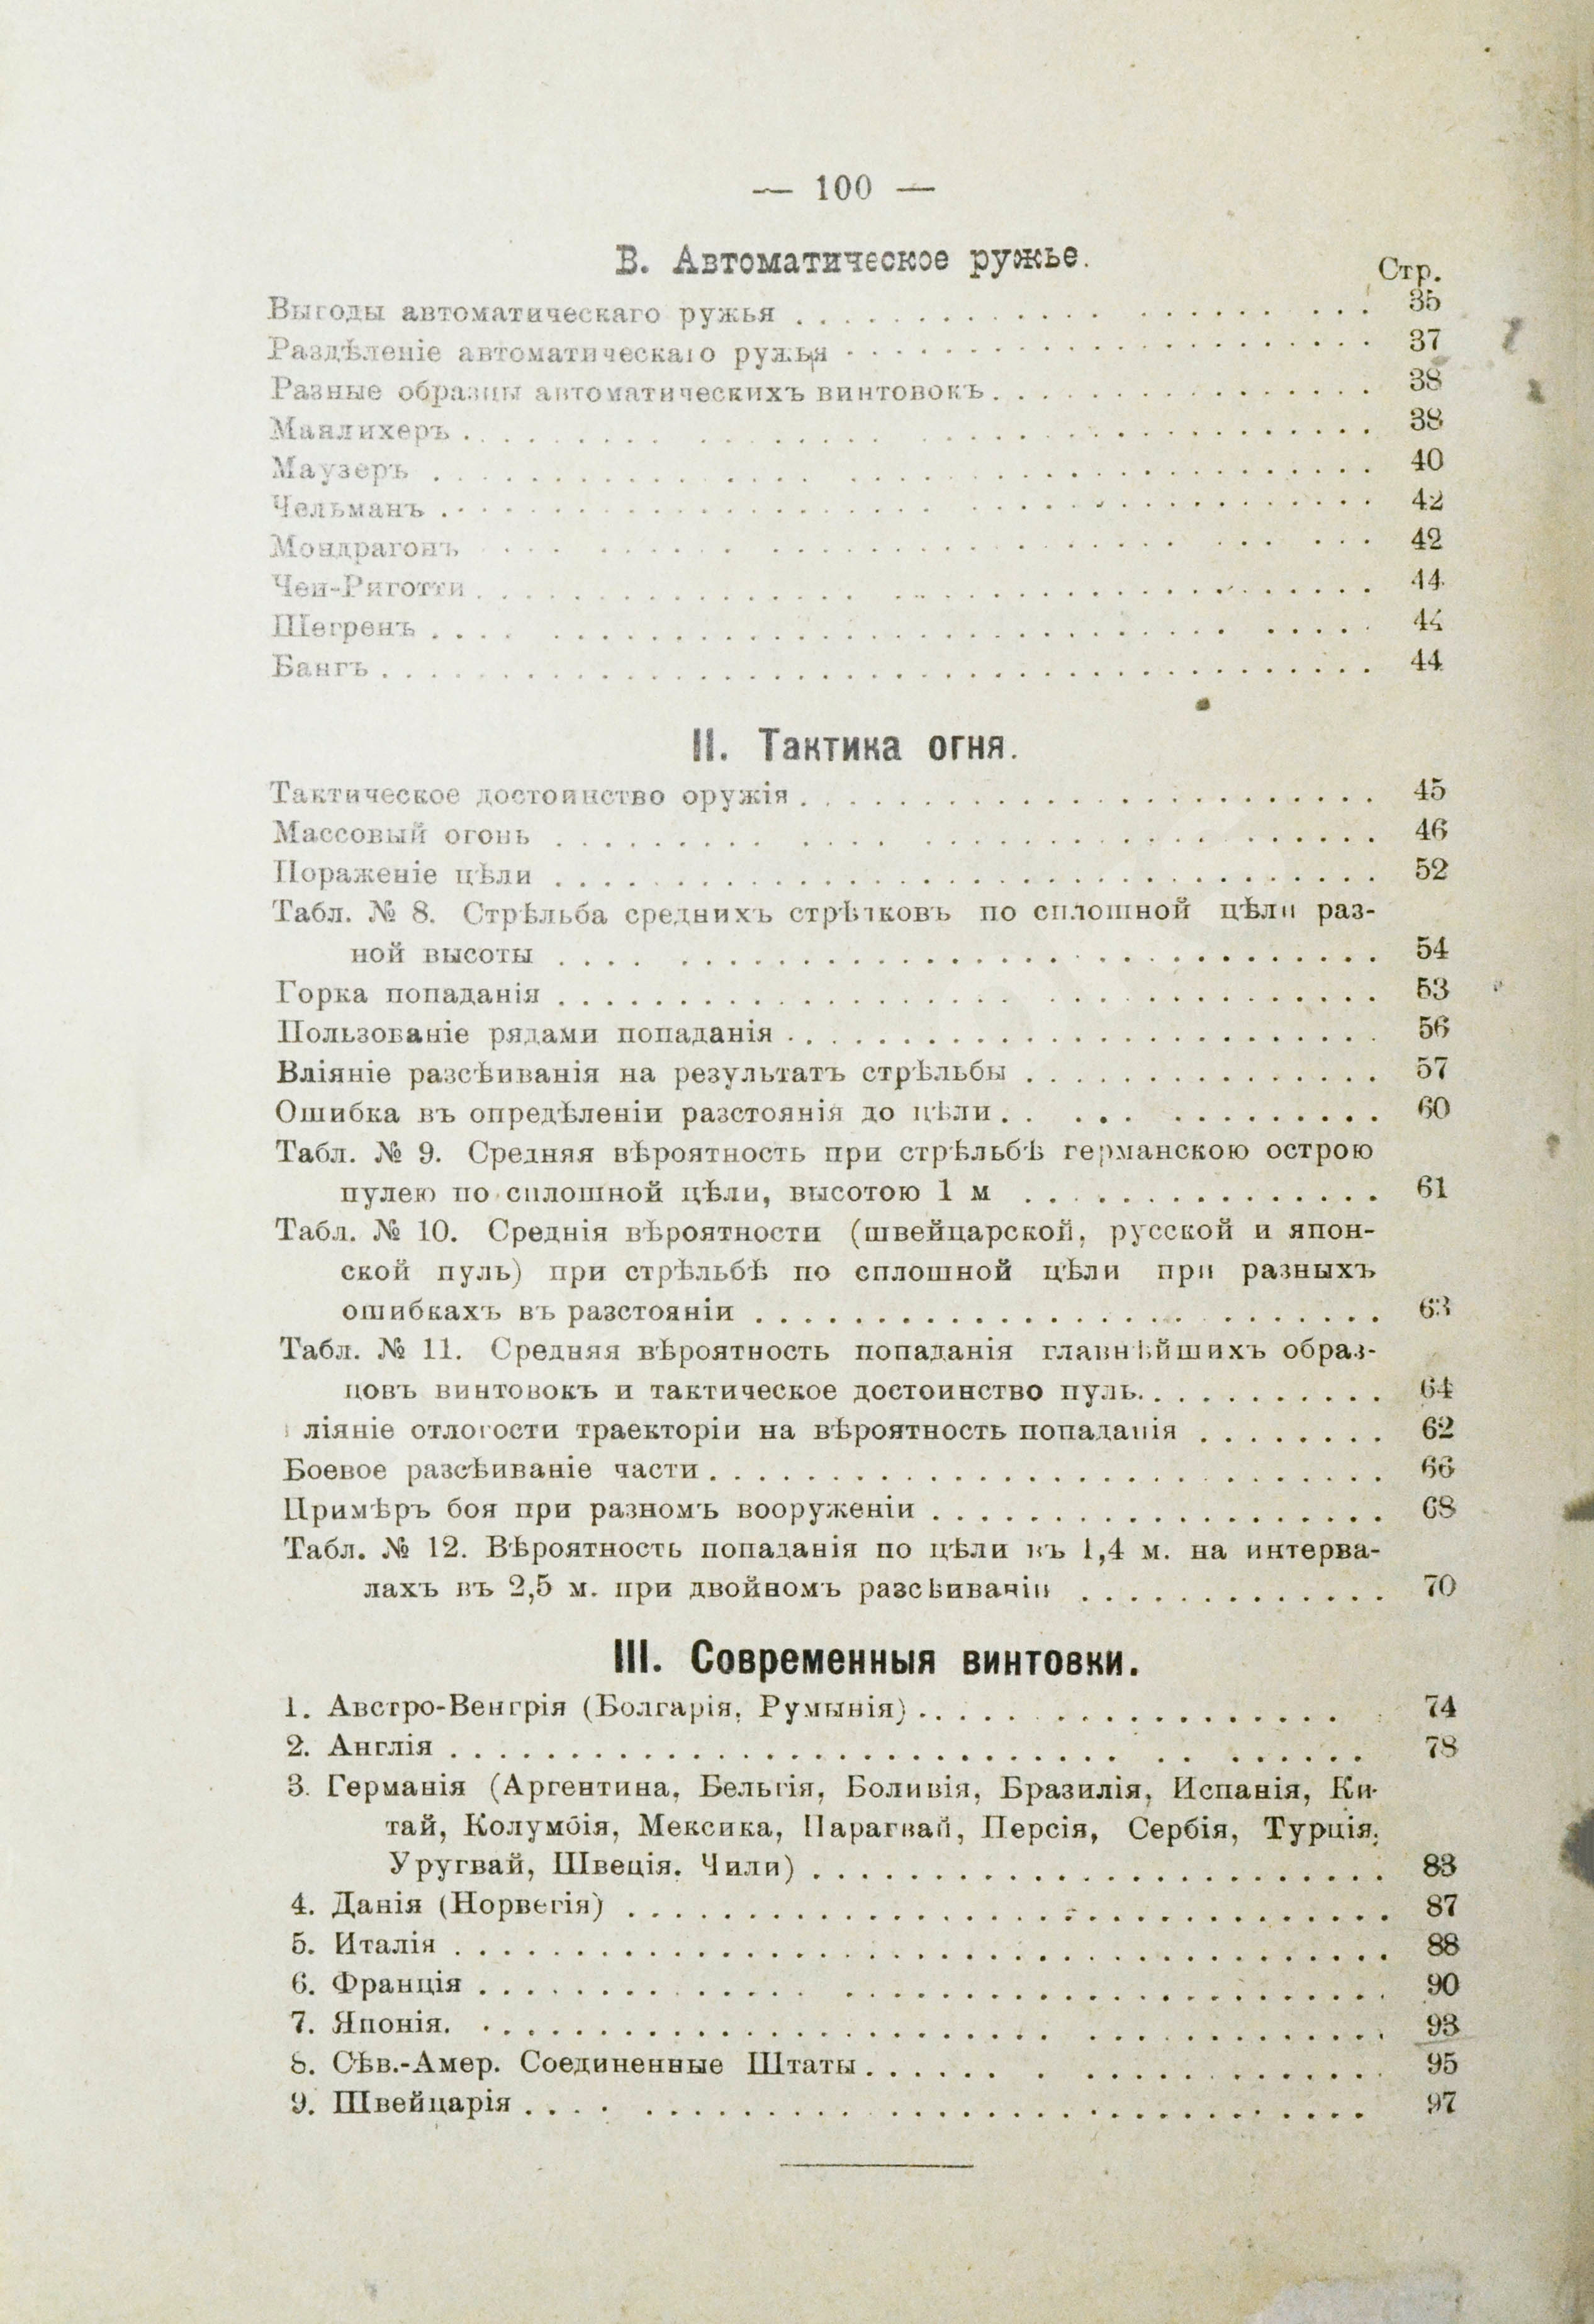 — 100 —
В. Автоматическое ружье.
Стр.
Выгоды автоматическаго ружья . . . . . . . . . . . . . . . . . . . . . . 35
Раздѣленіе автоматическаго ружья . . . . . . . . . . . . . . . . . . . . . . 37
Разные образцы автоматическихъ винтовокъ. . . . . . . . . . . . . . . . 38
Манлихеръ . . . . . . . . . . . . . . . . . . . . . . . . . . . . . . . . . . 38
Маузеръ . . . . . . . . . . . . . . . . . . . . . . . . . . . . . . . . . . 40
Чельманъ . . . . . . . . . . . . . . . . . . . . . . . . . . . . . . . . . . 42
Мондрагонъ . . . . . . . . . . . . . . . . . . . . . . . . . . . . . . . . 42
Чеи-Риготти . . . . . . . . . . . . . . . . . . . . . . . . . . . . . . . . 44
Шегренъ . . . . . . . . . . . . . . . . . . . . . . . . . . . . . . . . . . 44
Бангъ . . . . . . . . . . . . . . . . . . . . . . . . . . . . . . . . . . . . 44
II. Тактика огня.
Тактическое достоинство оружія . . . . . . . . . . . . . . . . . . . . . . 45
Массовый огонь . . . . . . . . . . . . . . . . . . . . . . . . . . . . . . 46
Пораженіе цѣли . . . . . . . . . . . . . . . . . . . . . . . . . . . . . . 52
Табл. № 8. Стрѣльба среднихъ стрѣлковъ по сплошной цѣли раз-
ной высоты . . . . . . . . . . . . . . . . . . . . . . . . . . . . . . 54
Горка попаданія . . . . . . . . . . . . . . . . . . . . . . . . . . . . . . 53
Пользованіе рядами попаданія . . . . . . . . . . . . . . . . . . . . . . 56
Вліяніе разсѣиванія на результатъ стрѣльбы . . . . . . . . . . . . . . . 57
Ошибка въ опредѣленіи разстоянія до цѣли . . . . . . . . . . . . . . . 60
Табл. № 9. Средняя вѣроятность при стрѣльбѣ германскою острою
пулею по сплошной цѣли, высотою 1 м . . . . . . . . . . . . . . . 61
Табл. № 10. Среднія вѣроятности (швейцарской, русской и япон-
ской пуль) при стрѣльбѣ по сплошной цѣли при разныхъ
ошибкахъ въ разстояніи . . . . . . . . . . . . . . . . . . . . . . . . 63
Табл. № 11. Средняя вѣроятность попаданія главнѣйшихъ образ-
цовъ винтовокъ и тактическое достоинство пуль. . . . . . . . . . . 64
ліяніе отлогости траекторіи на вѣроятность попаданія . . . . . . . . 62
Боевое разсѣиваніе части . . . . . . . . . . . . . . . . . . . . . . . . . 66
Примѣръ боя при разномъ вооруженіи . . . . . . . . . . . . . . . . . . . 68
Табл. № 12. Вѣроятность попаданія по цѣли въ 1,4 м. на интерва-
лахъ въ 2,5 м. при двойномъ разсѣиваніи . . . . . . . . . . . . . 70
III. Современныя винтовки.
1. Австро-Венгрія (Болгарія, Румынія) . . . . . . . . . . . . . . . . . . 74
2. Англія . . . . . . . . . . . . . . . . . . . . . . . . . . . . . . . . . . 78
3. Германія (Аргентина, Бельгія, Боливія, Бразилія, Испанія, Ки-
тай, Колумбія, Мексика, Парагвай, Персія, Сербія, Турція,
Уругвай, Швеція. Чили) . . . . . . . . . . . . . . . . . . . . . . . . 83
4. Данія (Норвегія) . . . . . . . . . . . . . . . . . . . . . . . . . . . . 87
5. Италія . . . . . . . . . . . . . . . . . . . . . . . . . . . . . . . . . . 88
6. Франція . . . . . . . . . . . . . . . . . . . . . . . . . . . . . . . . . 90
7. Японія. . . . . . . . . . . . . . . . . . . . . . . . . . . . . . . . . . 93
8. Сѣв.-Амер. Соединенные Штаты . . . . . . . . . . . . . . . . . . . . 95
9. Швейцарія . . . . . . . . . . . . . . . . . . . . . . . . . . . . . . . . 97